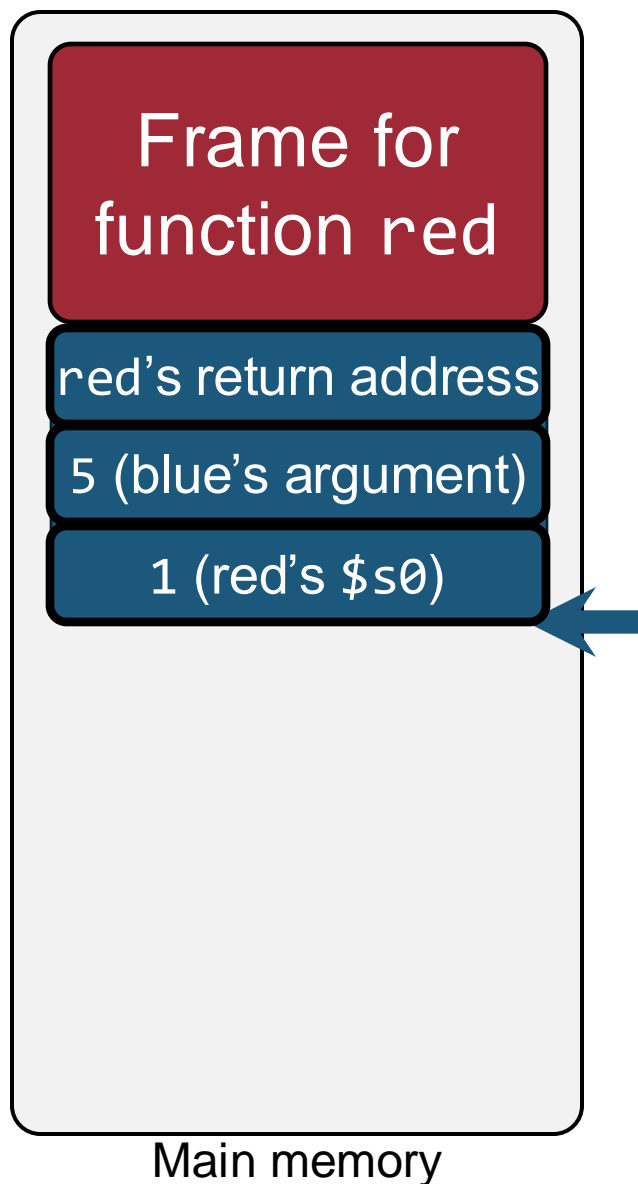 Frame for
function red
red’s return address
5 (blue’s argument)
1 (red’s $s0)
Main memory